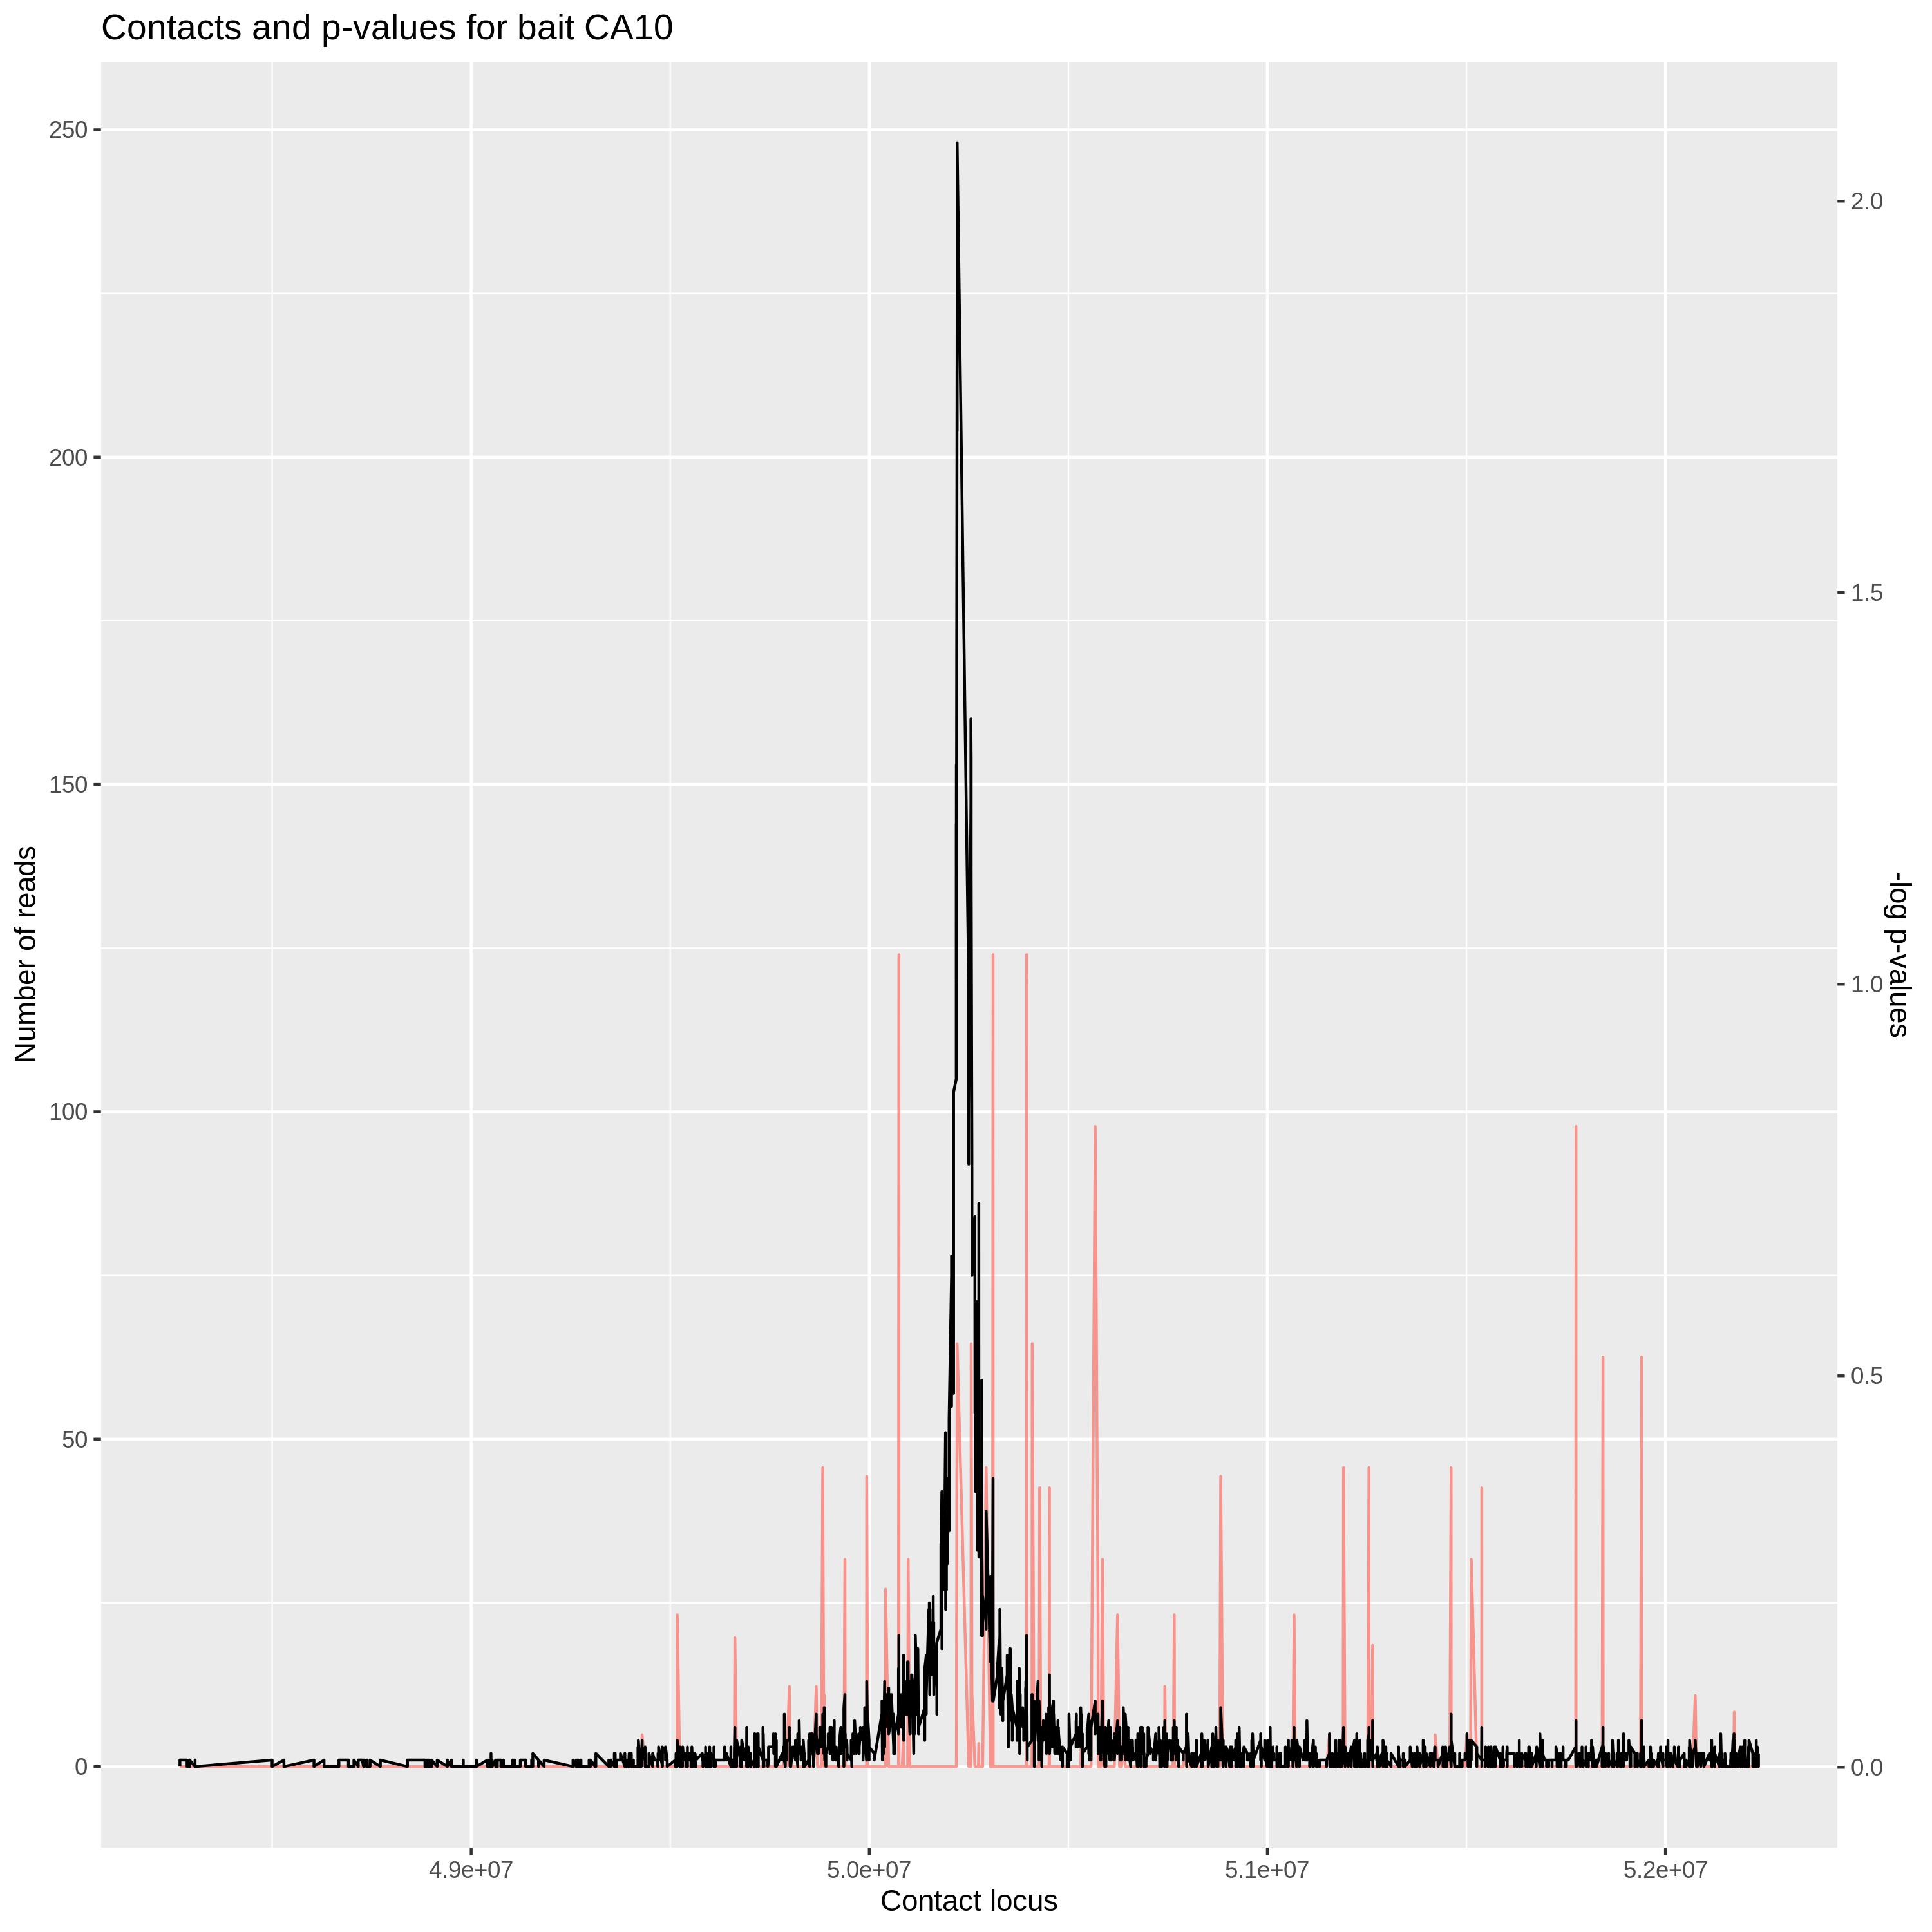 Contacts and p-values for bait CA10
250
200
150
100
50
0
Number of reads
2.0
1.5
1.0
0.5
0.0
-log p-values
4.9e+07
5.0e+07
5.1e+07
5.2e+07
Contact locus